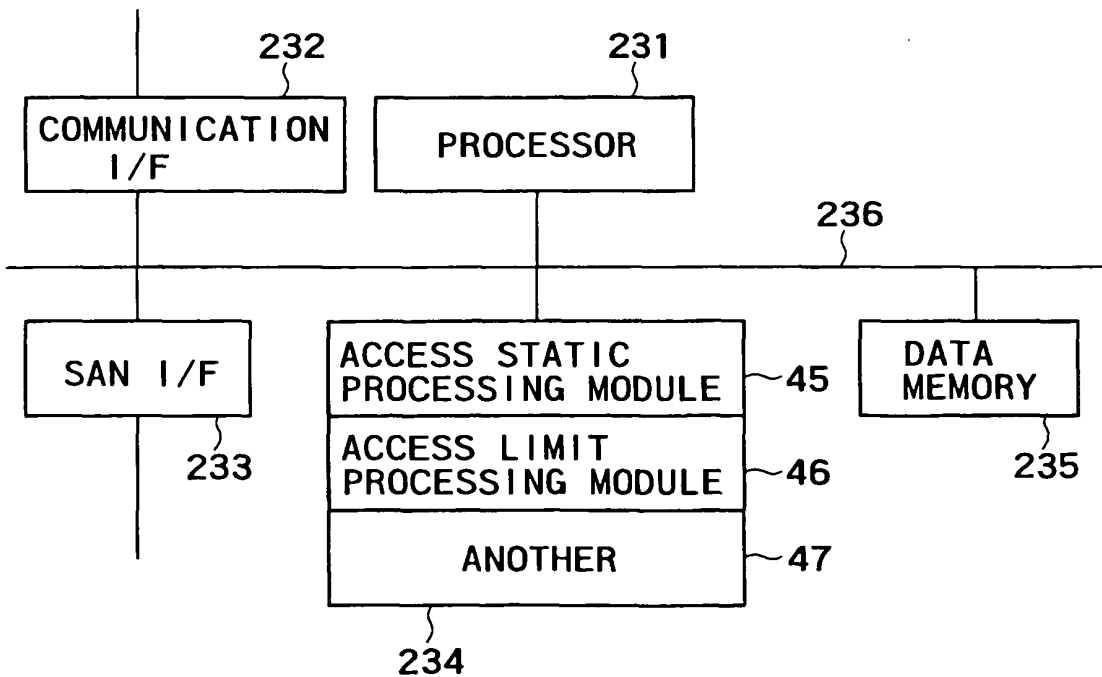 232
231
COMMUNICATION
I/F
PROCESSOR
236
SAN I/F
233
ACCESS STATIC
PROCESSING MODULE
45
ACCESS LIMIT
PROCESSING MODULE
46
ANOTHER
47
234
DATA
MEMORY
235